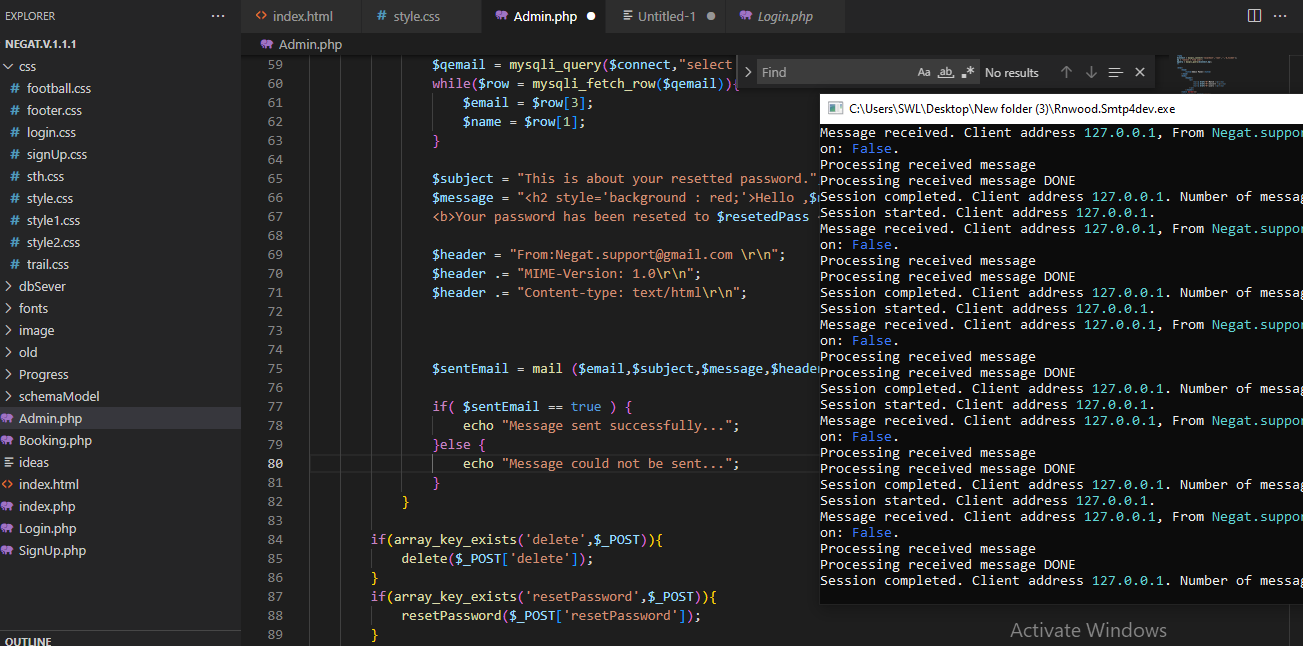 EXPLORER
···
index.html
style.css
Admin.php
Untitled-1
Login.php
···
NEGAT.V.1.1.1
css
football.css
footer.css
login.css
signUp.css
sth.css
style.css
style1.css
style2.css
trail.css
dbSever
fonts
image
old
Progress
schemaModel
Admin.php
Booking.php
ideas
index.html
index.php
Login.php
SignUp.php
OUTLINE
Admin.php
Find
Aa
ab
.*
No results
59 $qemail = mysqli_query($connect,"select
60 while($row = mysqli_fetch_row($qemail)){
61 $email = $row[3];
62 $name = $row[1];
63 }
64
65 $subject = "This is about your resetted password."
66 $message = "<h2 style='background : red;'>Hello ,$
67 <b>Your password has been reseted to $resetedPass
68
69 $header = "From:Negat.support@gmail.com \r\n";
70 $header .= "MIME-Version: 1.0\r\n";
71 $header .= "Content-type: text/html\r\n";
72
73
74
75 $sentEmail = mail ($email,$subject,$message,$header
76
77 if( $sentEmail == true ) {
78 echo "Message sent successfully...";
79 }else {
80 echo "Message could not be sent...";
81 }
82 }
83
84 if(array_key_exists('delete',$_POST)){
85 delete($_POST['delete']);
86 }
87 if(array_key_exists('resetPassword',$_POST)){
88 resetPassword($_POST['resetPassword']);
89 }
C:\Users\SWL\Desktop\New folder (3)\Rnwood.Smtp4dev.exe
Message received. Client address 127.0.0.1, From Negat.suppo
on: False.
Processing received message
Processing received message DONE
Session completed. Client address 127.0.0.1. Number of messa
Session started. Client address 127.0.0.1.
Message received. Client address 127.0.0.1, From Negat.suppo
on: False.
Processing received message
Processing received message DONE
Session completed. Client address 127.0.0.1. Number of messa
Session started. Client address 127.0.0.1.
Message received. Client address 127.0.0.1, From Negat.suppo
on: False.
Processing received message
Processing received message DONE
Session completed. Client address 127.0.0.1. Number of messa
Session started. Client address 127.0.0.1.
Message received. Client address 127.0.0.1, From Negat.suppo
on: False.
Processing received message
Processing received message DONE
Session completed. Client address 127.0.0.1. Number of messa
Session started. Client address 127.0.0.1.
Message received. Client address 127.0.0.1, From Negat.suppo
on: False.
Processing received message
Processing received message DONE
Session completed. Client address 127.0.0.1. Number of messa
Activate Windows